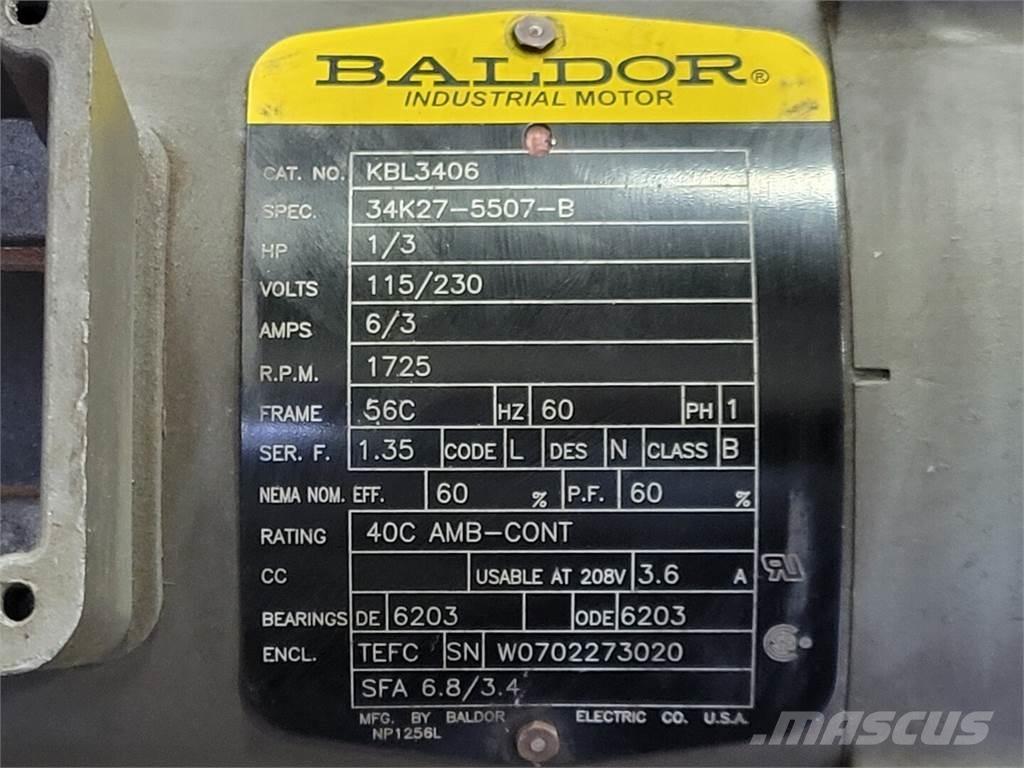 BALDOR®
INDUSTRIAL MOTOR
CAT. NO. KBL3406
SPEC. 34K27-5507-B
HP 1/3
VOLTS 115/230
AMPS 6/3
R.P.M. 1725
FRAME 56C HZ 60 PH 1
SER. F. 1.35 CODE L DES N CLASS B
NEMA NOM. EFF. 60 % P.F. 60 %
RATING 40C AMB-CONT
CC USABLE AT 208V 3.6 A
BEARINGS DE 6203 ODE 6203
ENCL. TEFC SN W0702273020
SFA 6.8/3.4
MFG. BY BALDOR ELECTRIC CO. U.S.A.
NP1256L
MASCUS